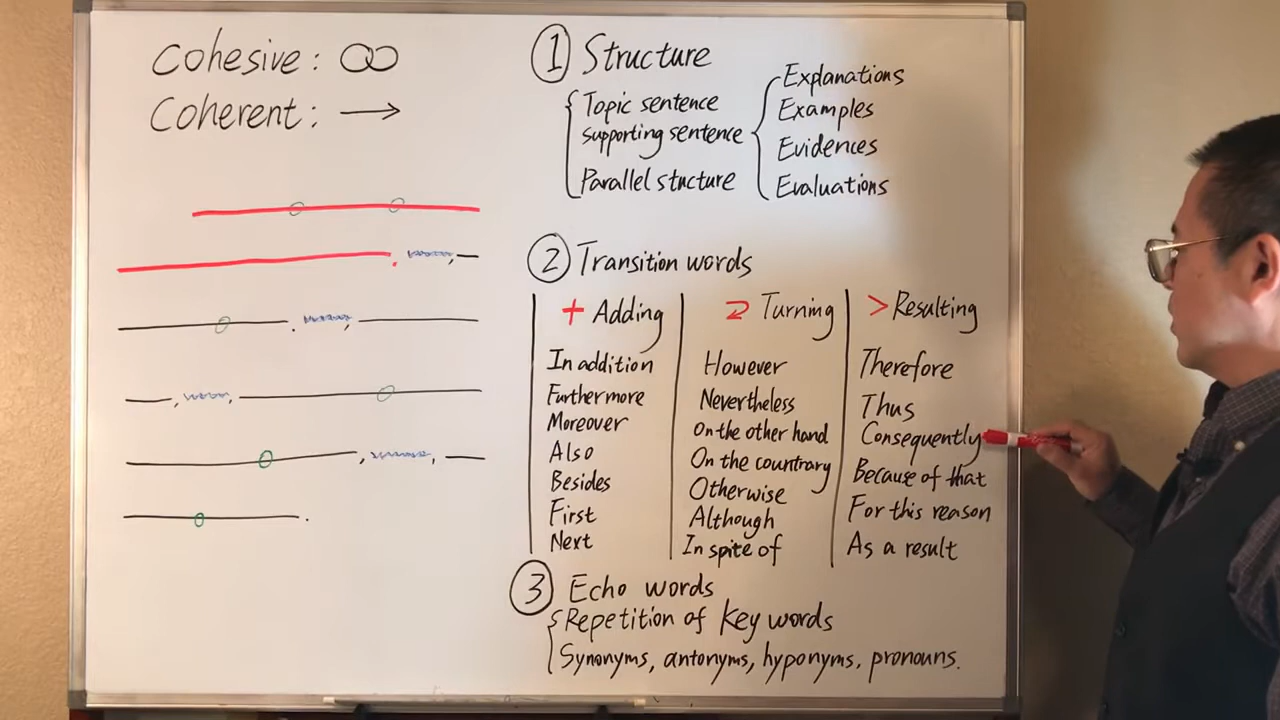 Cohesive:
Coherent: →
① Structure
Topic sentence
supporting sentence
Parallel stucture
Explanations
Examples
Evidences
Evaluations
② Transition words
+ Adding
In addition
Furthermore
Moreover
Also
Besides
First
Next
Turning
However
Nevertheless
On the other hand
On the countrary
Otherwise
Although
In spite of
> Resulting
Therefore
Thus
Consequently
Because of that
For this reason
As a result
③ Echo words
Repetition of key words
Synonyms, antonyms, hyponyms, pronouns.